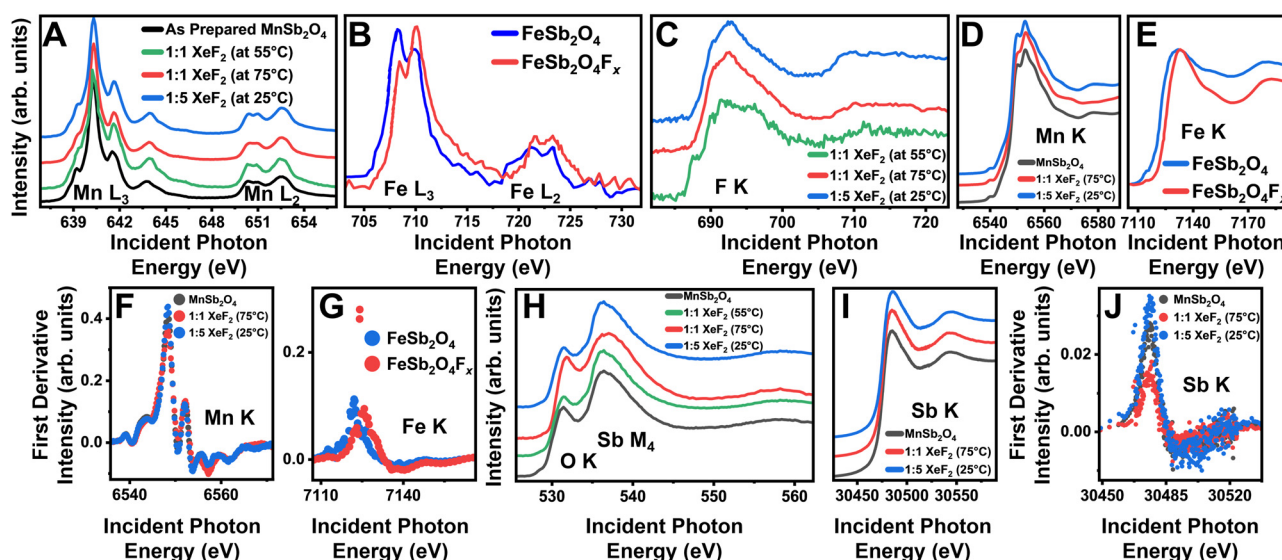 Intensity (arb. units)
A
As Prepared MnSb₂O₄
1:1 XeF₂ (at 55°C)
1:1 XeF₂ (at 75°C)
1:5 XeF₂ (at 25°C)
Mn L₃
Mn L₂
639 642 645 648 651 654
Incident Photon
Energy (eV)
B
FeSb₂O₄
FeSb₂O₄Fₓ
Fe L₃
Fe L₂
705 710 715 720 725 730
Incident Photon
Energy (eV)
C
1:1 XeF₂ (at 55°C)
1:1 XeF₂ (at 75°C)
1:5 XeF₂ (at 25°C)
F K
690 700 710 720
Incident Photon
Energy (eV)
D
Mn K
MnSb₂O₄
1:1 XeF₂ (75°C)
1:5 XeF₂ (25°C)
6540 6560 6580
Incident Photon
Energy (eV)
E
Fe K
FeSb₂O₄
FeSb₂O₄Fₓ
7110 7140 7170
Incident Photon
Energy (eV)
First Derivative
Intensity (arb. units)
F
MnSb₂O₄
1:1 XeF₂ (75°C)
1:5 XeF₂ (25°C)
0.4
0.2
0.0
Mn K
6540 6560
Incident Photon
Energy (eV)
G
FeSb₂O₄
FeSb₂O₄Fₓ
0.2
0.0
Fe K
7110 7140
Incident Photon
Energy (eV)
H
MnSb₂O₄
1:1 XeF₂ (55°C)
1:1 XeF₂ (75°C)
1:5 XeF₂ (25°C)
Sb M₄
O K
530 540 550 560
Incident Photon
Energy (eV)
I
Sb K
MnSb₂O₄
1:1 XeF₂ (75°C)
1:5 XeF₂ (25°C)
30450 30500 30550
Incident Photon
Energy (eV)
First Derivative
Intensity (arb. units)
J
MnSb₂O₄
1:1 XeF₂ (75°C)
1:5 XeF₂ (25°C)
0.02
0.00
Sb K
30450 30485 30520
Incident Photon
Energy (eV)